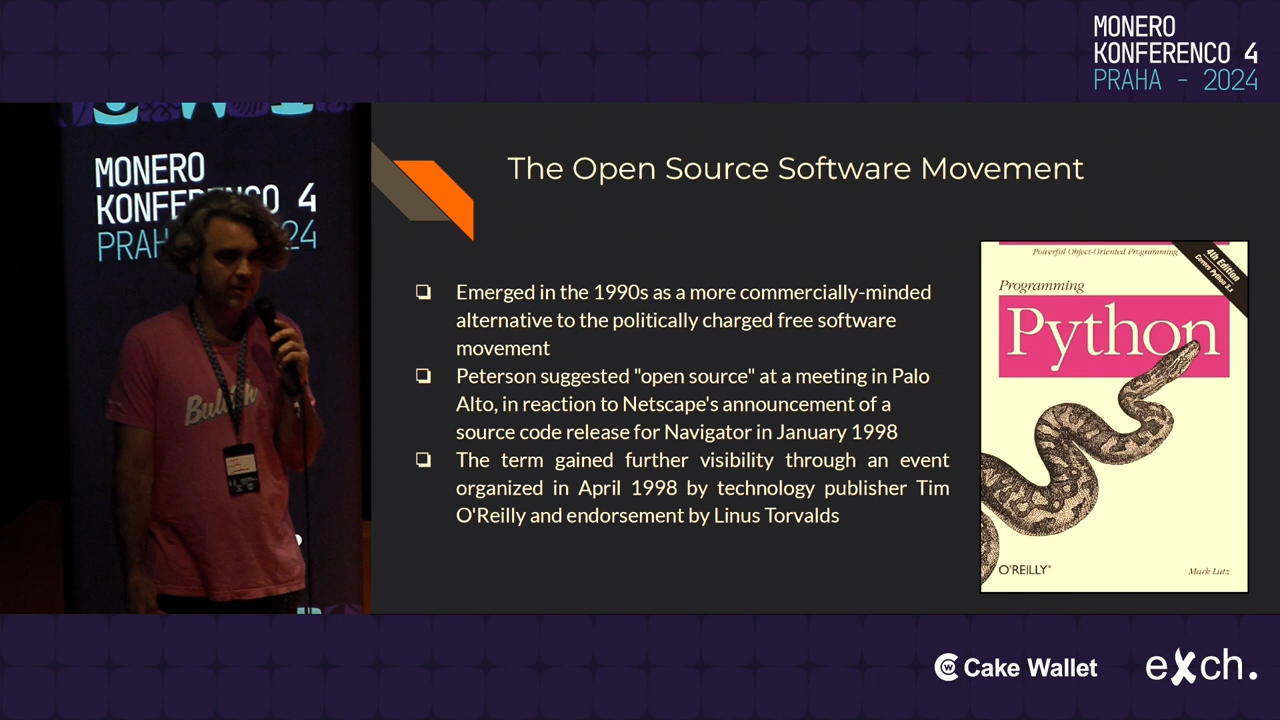 MONERO
KONFERENCO 4
PRAHA - 2024
MONERO
KONFERENCO 4
The Open Source Software Movement
❏ Emerged in the 1990s as a more commercially-minded
alternative to the politically charged free software
movement
❏ Peterson suggested "open source" at a meeting in Palo
Alto, in reaction to Netscape's announcement of a
source code release for Navigator in January 1998
❏ The term gained further visibility through an event
organized in April 1998 by technology publisher Tim
O'Reilly and endorsement by Linus Torvalds
Powerful Object-Oriented Programming
4th Edition
Covers Python 3.x
Programming
Python
O'REILLY®
Mark Lutz
Cake Wallet
eXch.